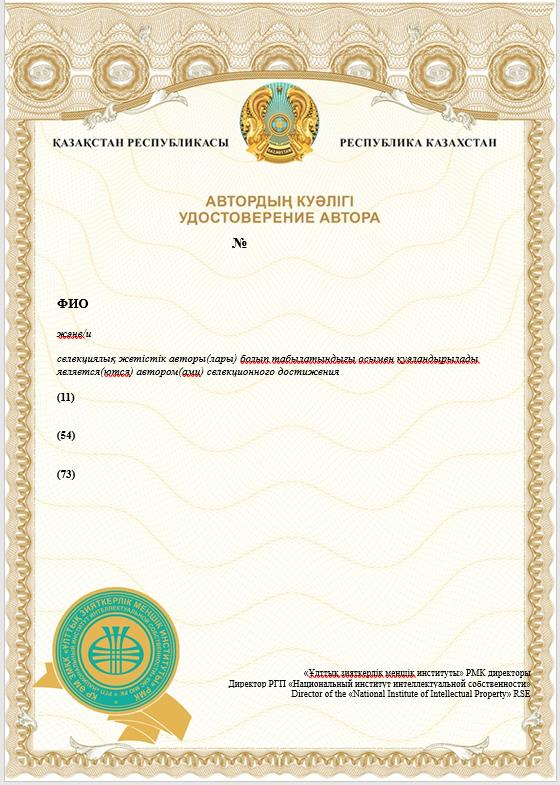 ҚАЗАҚСТАН РЕСПУБЛИКАСЫ
РЕСПУБЛИКА КАЗАХСТАН
АВТОРДЫҢ КУӘЛІГІ
УДОСТОВЕРЕНИЕ АВТОРА
№
ФИО
және/и
селекциялық жетістік авторы(лары) болып табылатындығы осымен куәландырылады
является(ются) автором(ами) селекционного достижения
(11)
(54)
(73)
«Ұлттық зияткерлік меншік институты» РМК директоры
Директор РГП «Национальный институт интеллектуальной собственности»
Director of the «National Institute of Intellectual Property» RSE